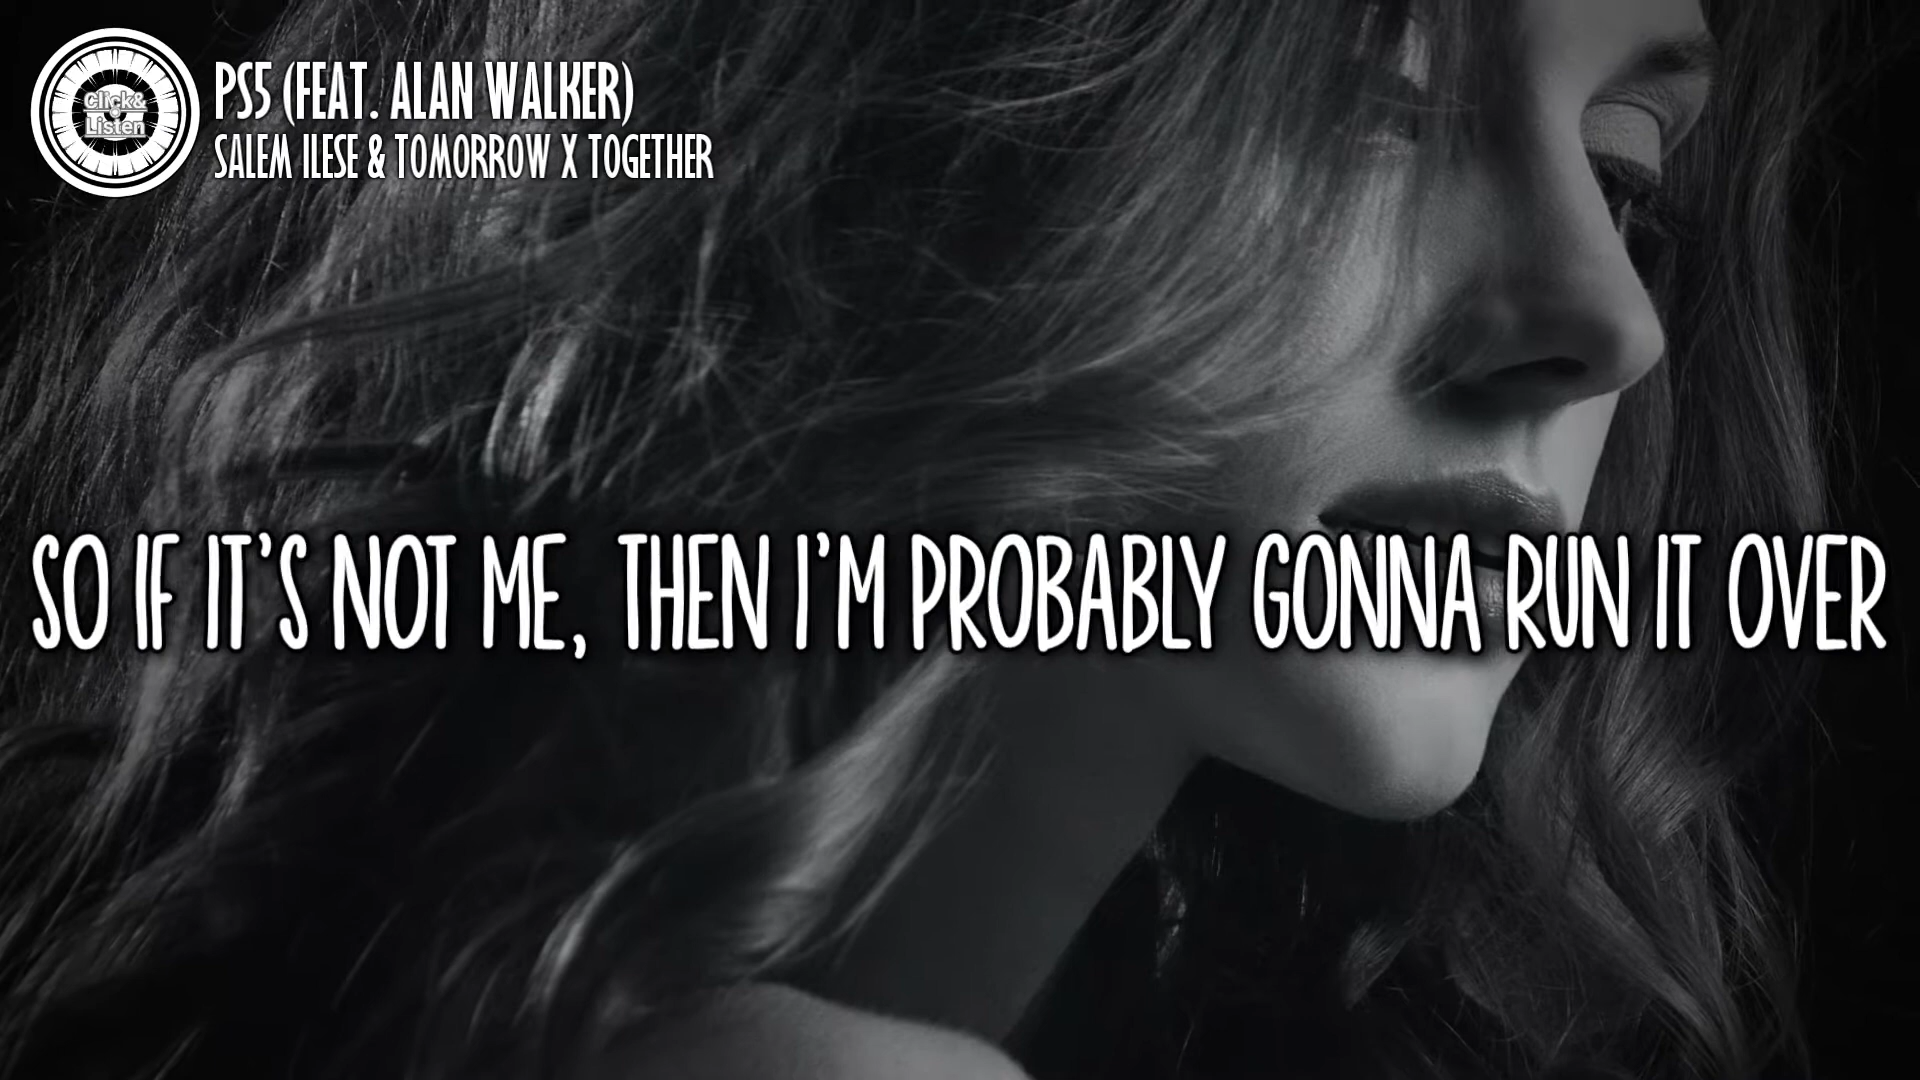 Click&
Listen
PS5 (FEAT. ALAN WALKER)
SALEM ILESE & TOMORROW X TOGETHER
SO IF IT'S NOT ME, THEN I'M PROBABLY GONNA RUN IT OVER